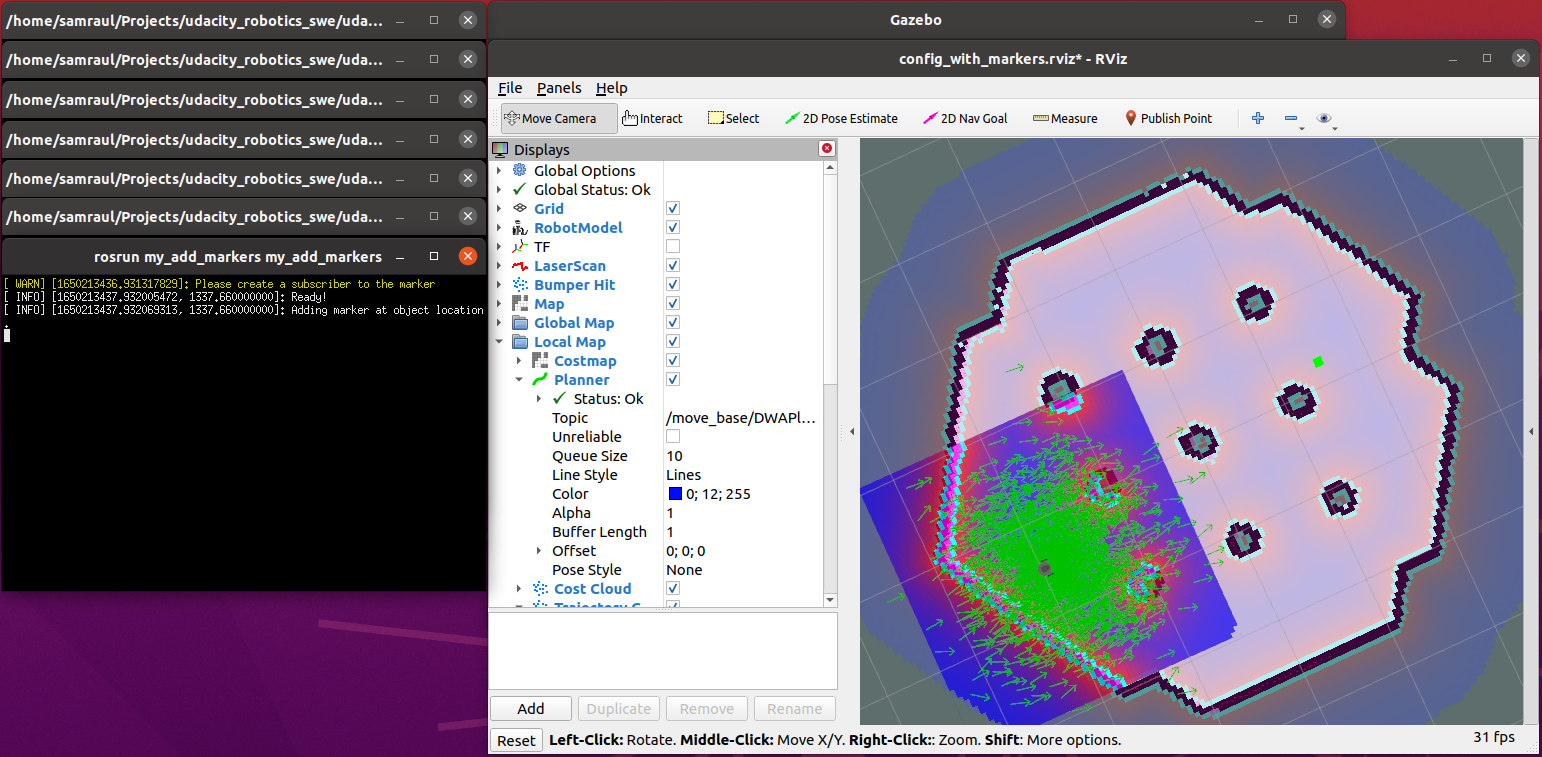 /home/samraul/Projects/udacity_robotics_swe/uda...
/home/samraul/Projects/udacity_robotics_swe/uda...
/home/samraul/Projects/udacity_robotics_swe/uda...
/home/samraul/Projects/udacity_robotics_swe/uda...
/home/samraul/Projects/udacity_robotics_swe/uda...
/home/samraul/Projects/udacity_robotics_swe/uda...
rosrun my_add_markers my_add_markers
[ WARN] [1650213436.931317829]: Please create a subscriber to the marker
[ INFO] [1650213437.932005472, 1337.660000000]: Ready!
[ INFO] [1650213437.932069313, 1337.660000000]: Adding marker at object location
.
Gazebo
config_with_markers.rviz* - RViz
File Panels Help
Move Camera Interact Select 2D Pose Estimate 2D Nav Goal Measure Publish Point
Displays
Global Options
Global Status: Ok
Grid
RobotModel
TF
LaserScan
Bumper Hit
Map
Global Map
Local Map
Costmap
Planner
Status: Ok
Topic /move_base/DWAPl...
Unreliable
Queue Size 10
Line Style Lines
Color 0; 12; 255
Alpha 1
Buffer Length 1
Offset 0; 0; 0
Pose Style None
Cost Cloud
Trajectory C
Add Duplicate Remove Rename
Reset Left-Click: Rotate. Middle-Click: Move X/Y. Right-Click:: Zoom. Shift: More options. 31 fps